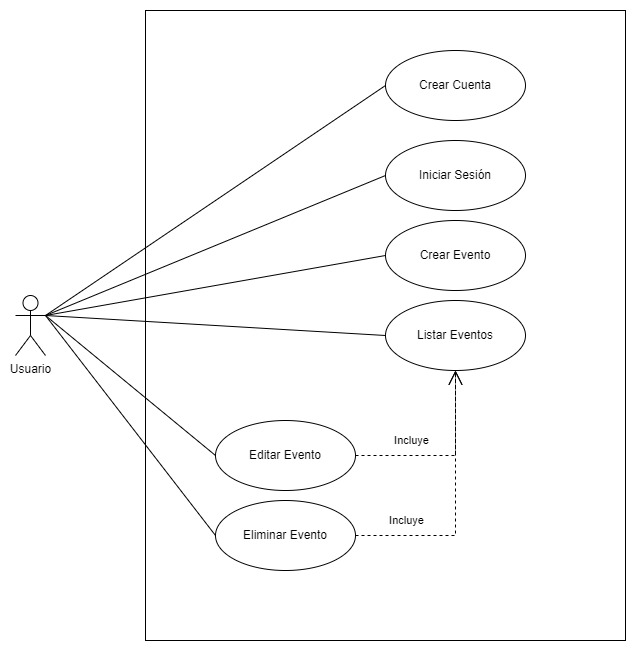 Crear Cuenta
Iniciar Sesión
Crear Evento
Listar Eventos
Usuario
Incluye
Editar Evento
Incluye
Eliminar Evento